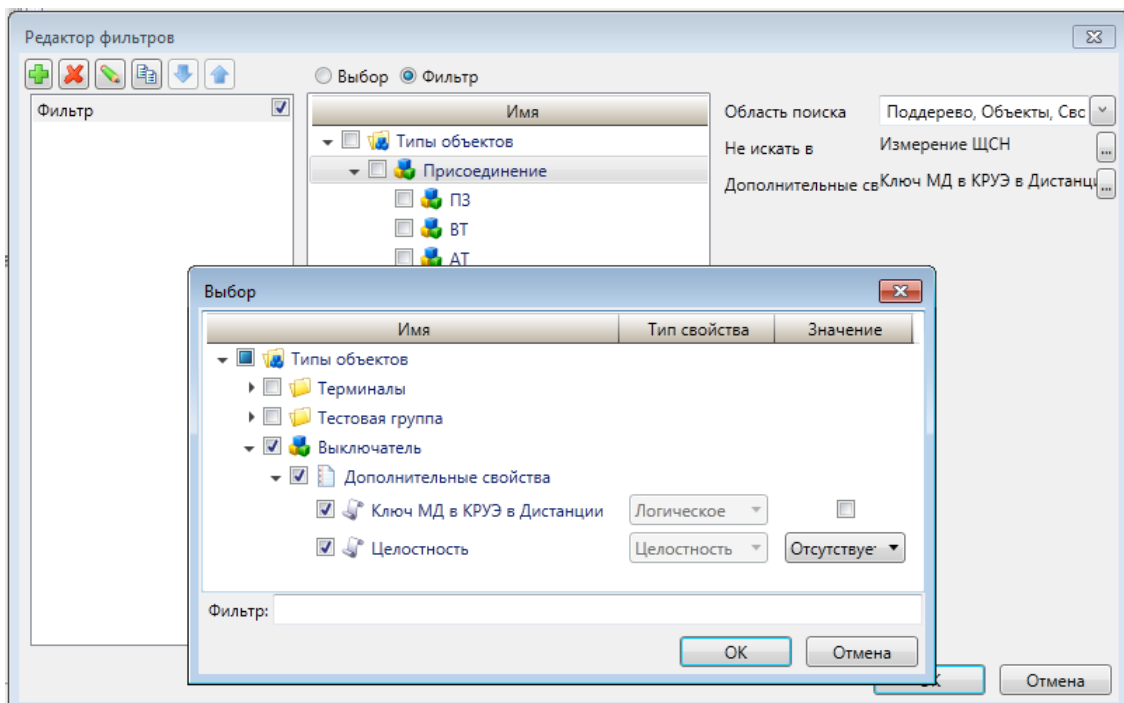 Редактор фильтров
Выбор Фильтр
Фильтр
Имя
Типы объектов
Присоединение
ПЗ
ВТ
АТ
Область поиска Поддерево, Объекты, Свс
Не искать в Измерение ЩСН ...
Дополнительные св Ключ МД в КРУЭ в Дистанц ...
Выбор
Имя Тип свойства Значение
Типы объектов
Терминалы
Тестовая группа
Выключатель
Дополнительные свойства
Ключ МД в КРУЭ в Дистанции Логическое
Целостность Целостность Отсутствует
Фильтр:
OK Отмена
Отмена